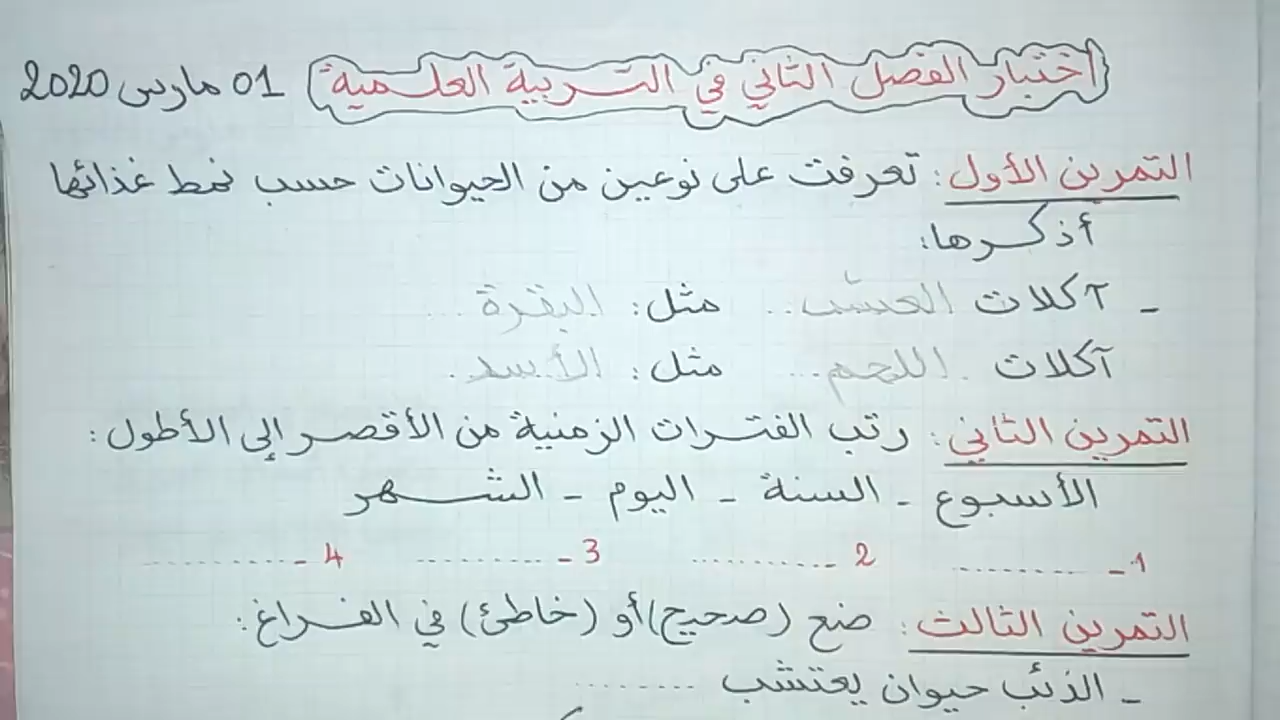 اختبار الفصل الثاني في التربية العلمية 01 مارس 2020
التمرين الأول: تعرفت على نوعين من الحيوانات حسب نمط غذائها
أذكرها:
- آكلات العشب... مثل: البقرة...
آكلات .اللحم... مثل: الأسد.
التمرين الثاني: رتب الفترات الزمنية من الأقصر إلى الأطول:
الأسبوع - السنة - اليوم - الشهر
1- .......... 2- .......... 3- .......... 4- ..........
التمرين الثالث: ضع (صحيح) أو (خاطئ) في الفراغ:
- الذئب حيوان يعتشب ..........